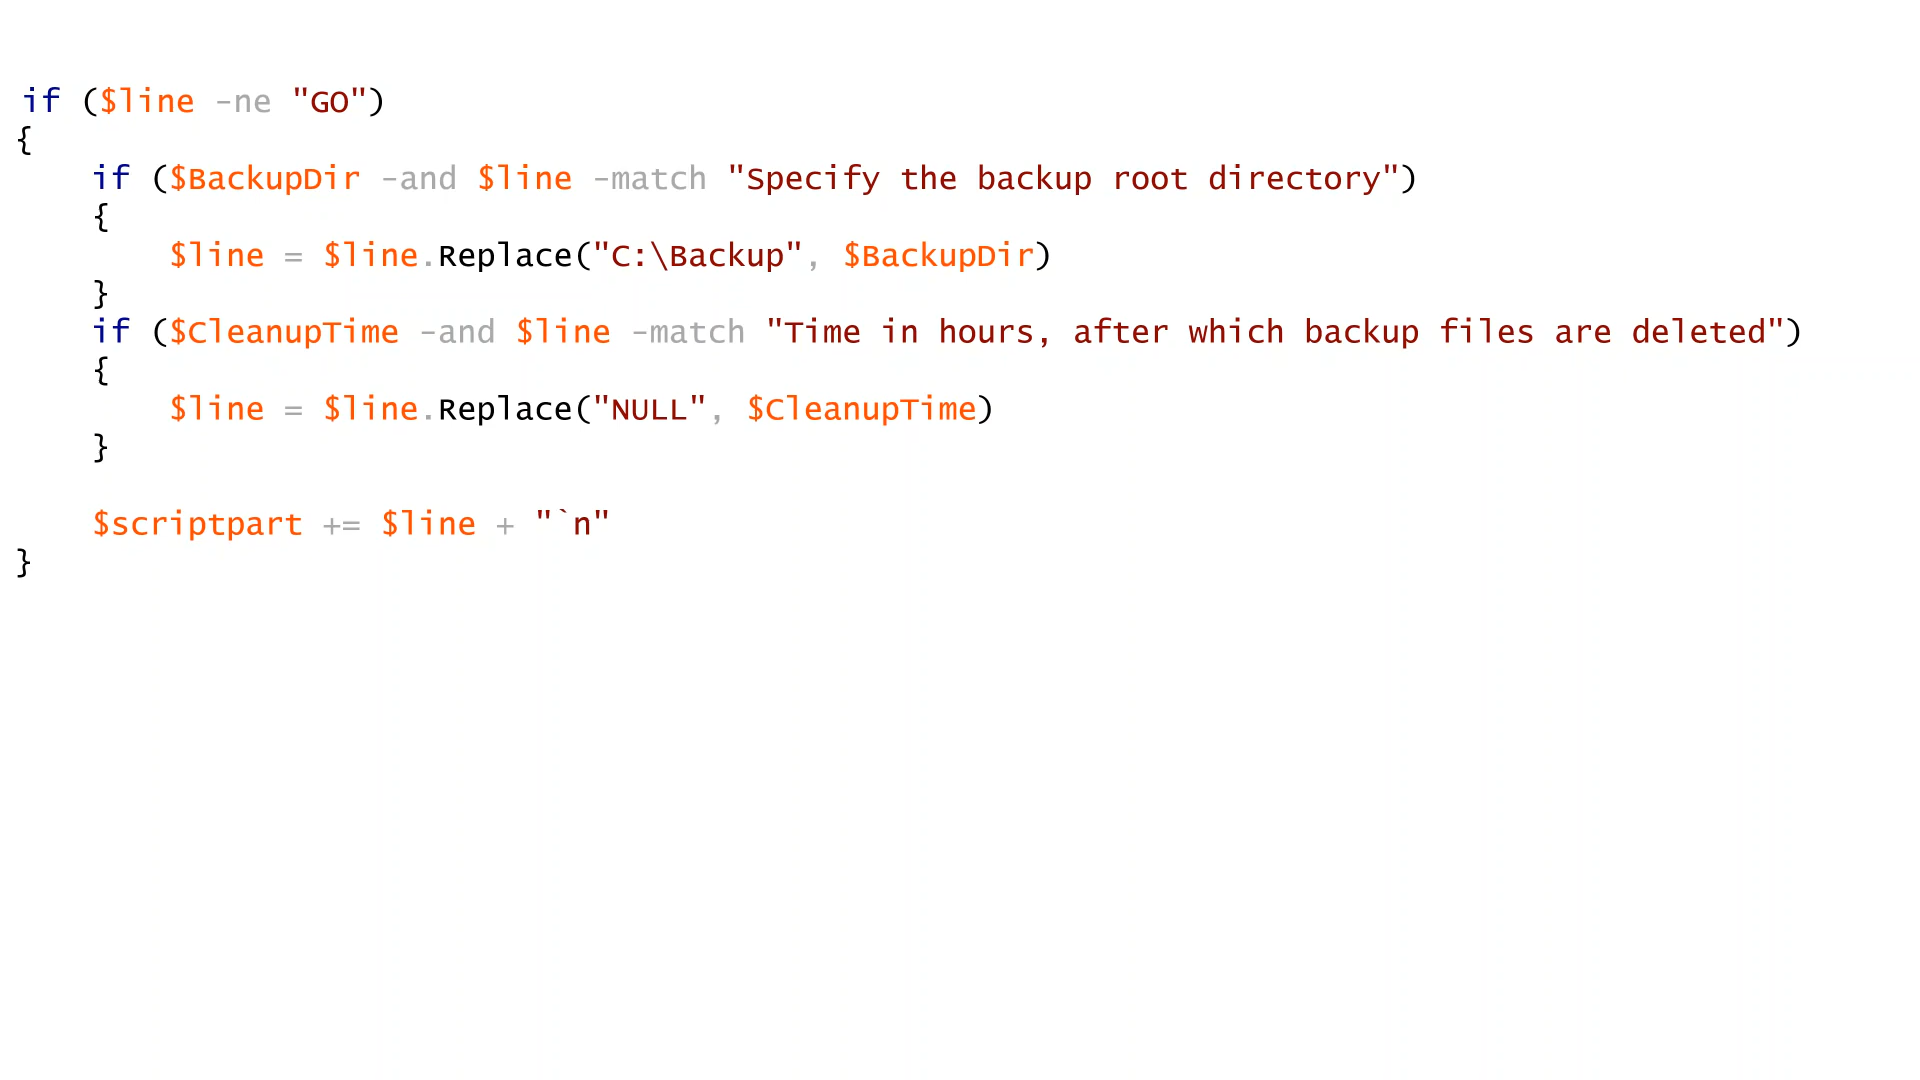 if ($line -ne "GO")
{
    if ($BackupDir -and $line -match "Specify the backup root directory")
    {
        $line = $line.Replace("C:\Backup", $BackupDir)
    }
    if ($CleanupTime -and $line -match "Time in hours, after which backup files are deleted")
    {
        $line = $line.Replace("NULL", $CleanupTime)
    }

    $scriptpart += $line + "`n"
}